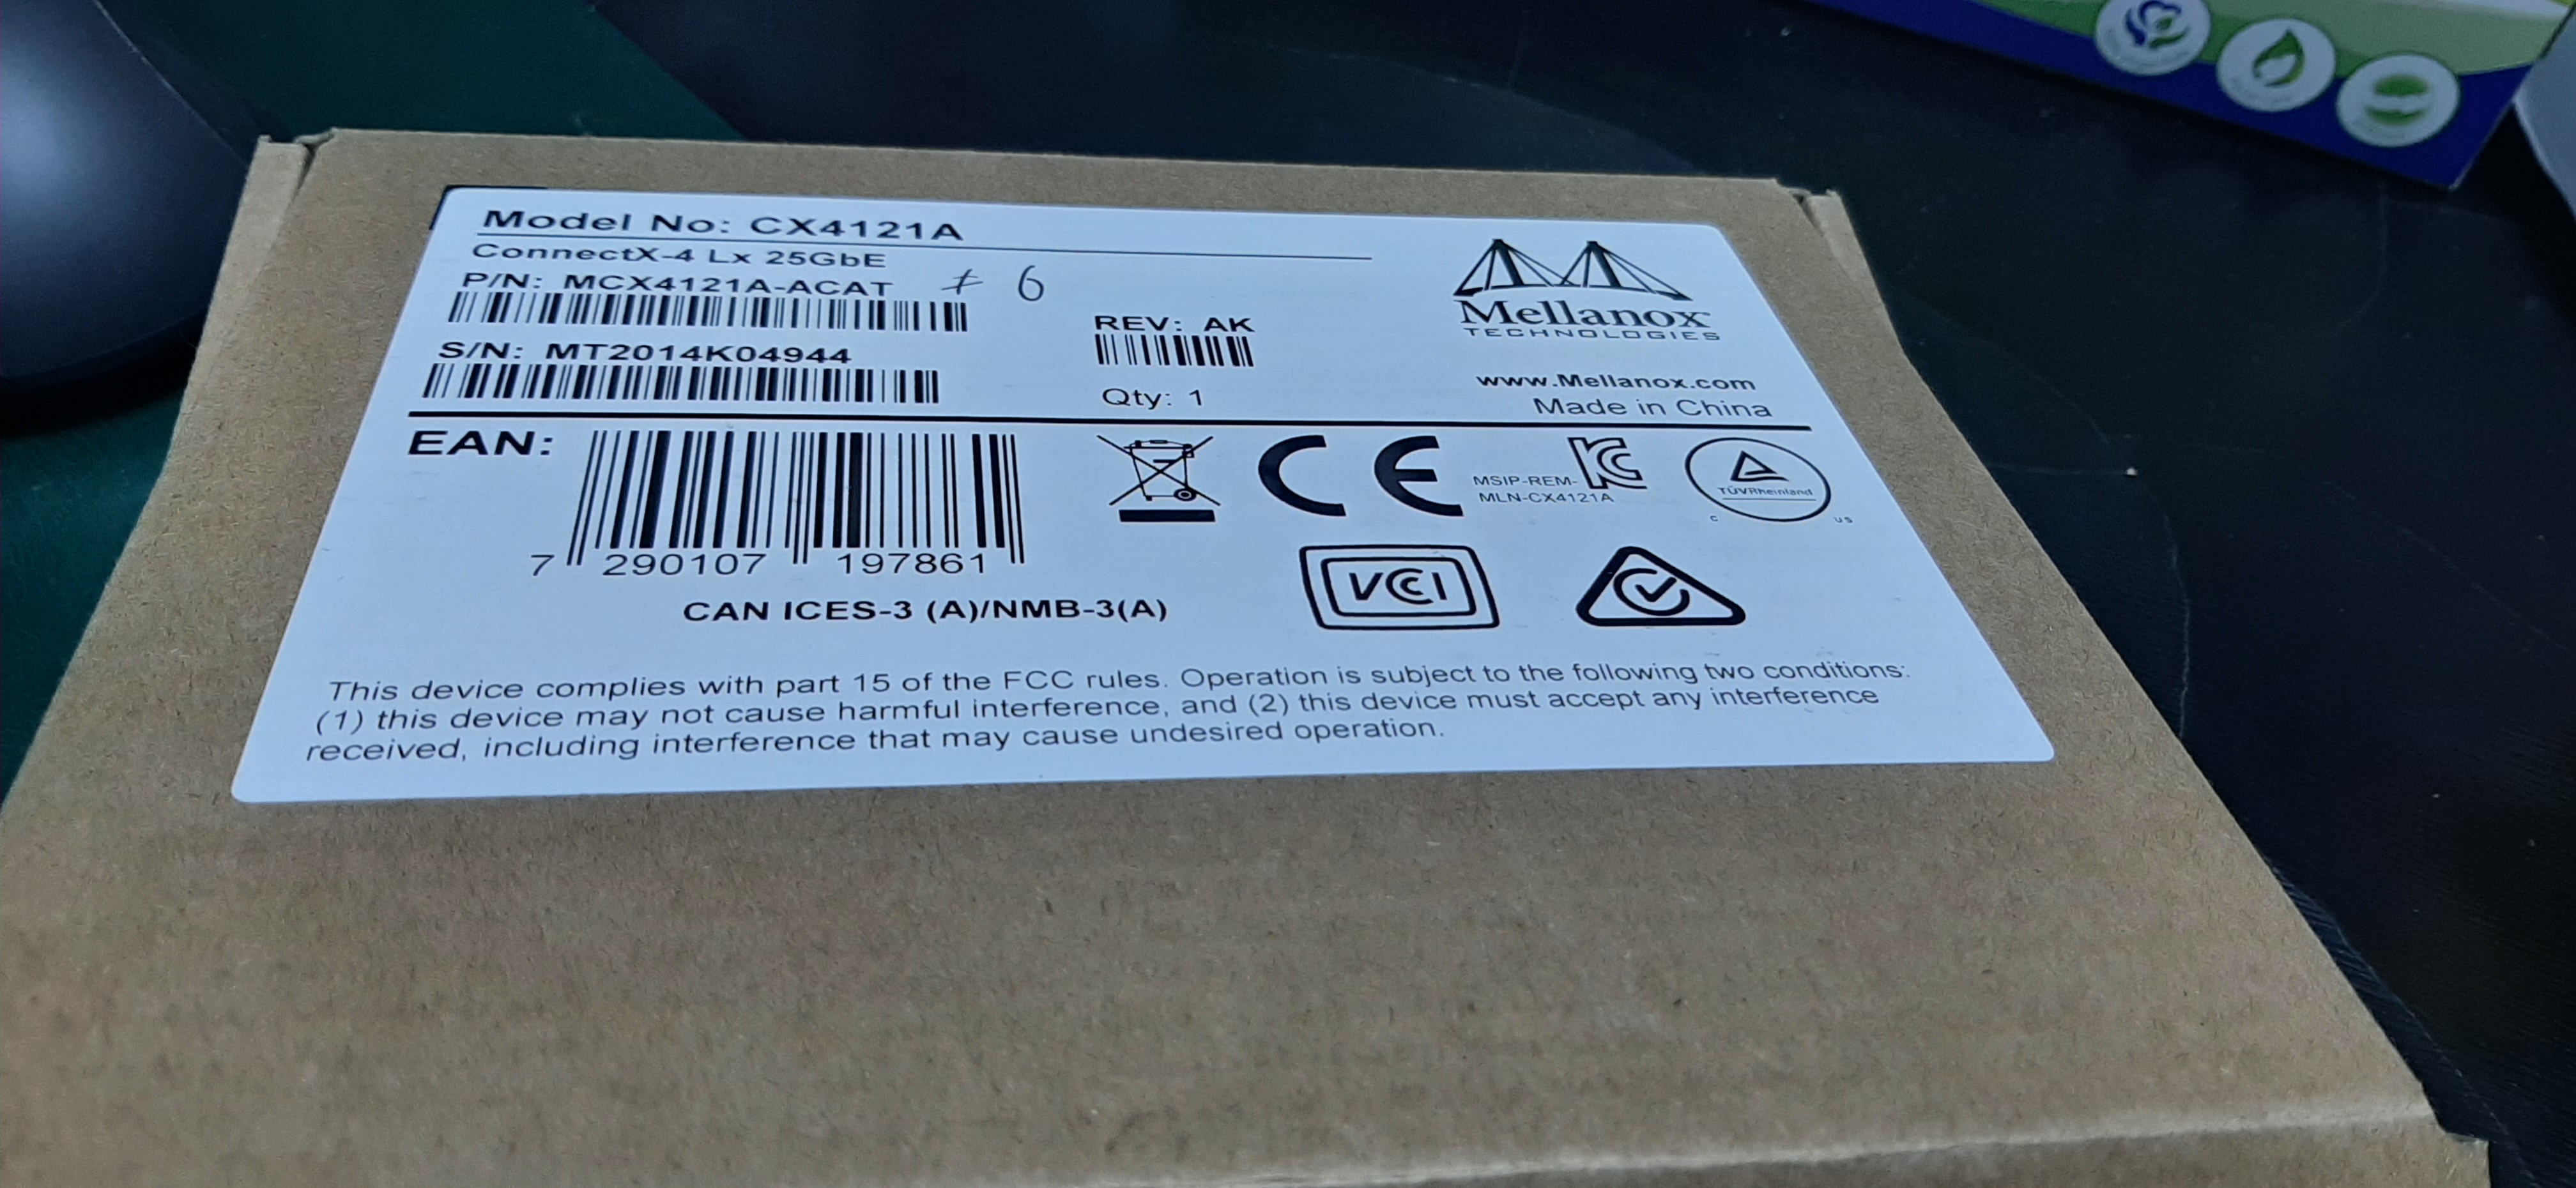 Model No: CX4121A
ConnectX-4 Lx 25GbE
P/N: MCX4121A-ACAT
6
S/N: MT2014K04944
REV: AK
Qty: 1
Mellanox
TECHNOLOGIES
www.Mellanox.com
Made in China
EAN:
7 290107 197861
CE
MSIP-REM-
MLN-CX4121A
TÜVRheinland
C US
CAN ICES-3 (A)/NMB-3(A)
VCCI
This device complies with part 15 of the FCC rules. Operation is subject to the following two conditions:
(1) this device may not cause harmful interference, and (2) this device must accept any interference
received, including interference that may cause undesired operation.